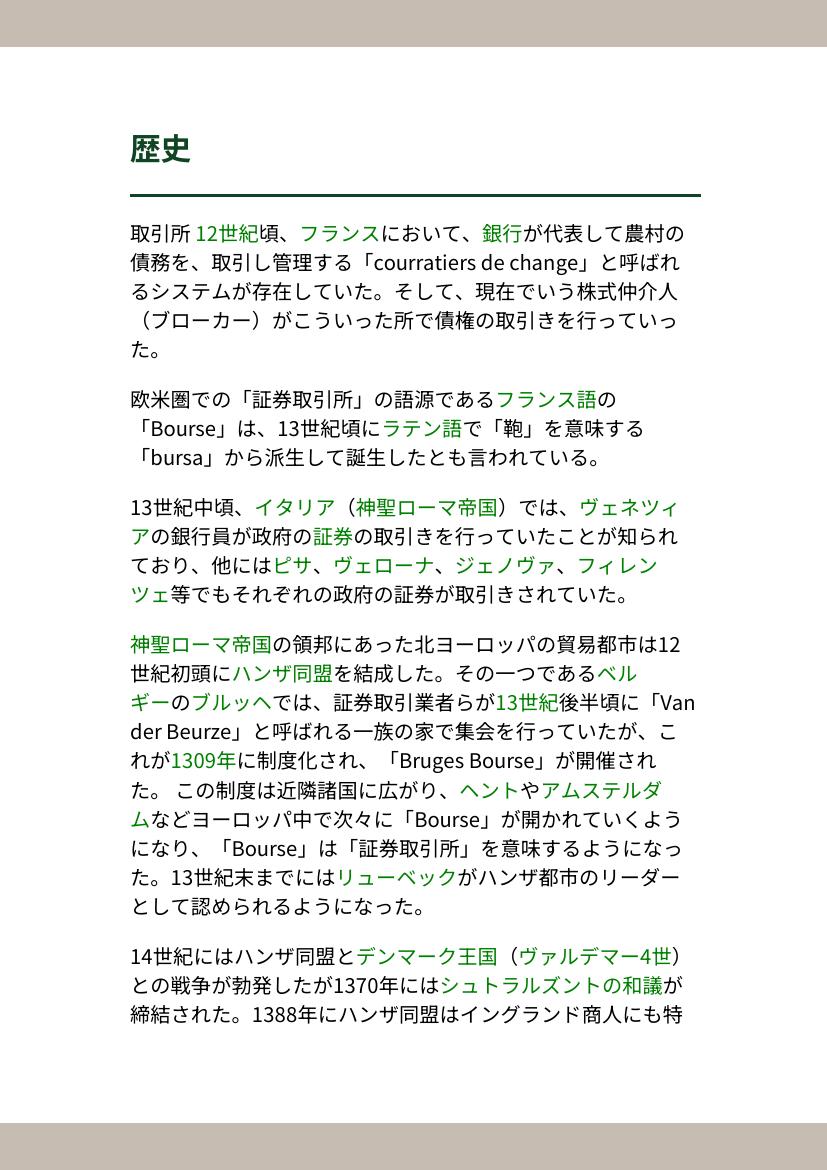 歴史
取引所 12世紀頃、フランスにおいて、銀行が代表して農村の
債務を、取引し管理する「courratiers de change」と呼ばれ
るシステムが存在していた。そして、現在でいう株式仲介人
（ブローカー）がこういった所で債権の取引きを行っていっ
た。
欧米圏での「証券取引所」の語源であるフランス語の
「Bourse」は、13世紀頃にラテン語で「鞄」を意味する
「bursa」から派生して誕生したとも言われている。
13世紀中頃、イタリア（神聖ローマ帝国）では、ヴェネツィ
アの銀行員が政府の証券の取引きを行っていたことが知られ
ており、他にはピサ、ヴェローナ、ジェノヴァ、フィレン
ツェ等でもそれぞれの政府の証券が取引きされていた。
神聖ローマ帝国の領邦にあった北ヨーロッパの貿易都市は12
世紀初頭にハンザ同盟を結成した。その一つであるベル
ギーのブルッヘでは、証券取引業者らが13世紀後半頃に「Van
der Beurze」と呼ばれる一族の家で集会を行っていたが、こ
れが1309年に制度化され、「Bruges Bourse」が開催され
た。 この制度は近隣諸国に広がり、ヘントやアムステルダ
ムなどヨーロッパ中で次々に「Bourse」が開かれていくよう
になり、「Bourse」は「証券取引所」を意味するようになっ
た。13世紀末までにはリューベックがハンザ都市のリーダー
として認められるようになった。
14世紀にはハンザ同盟とデンマーク王国（ヴァルデマー4世）
との戦争が勃発したが1370年にはシュトラルズントの和議が
締結された。1388年にハンザ同盟はイングランド商人にも特